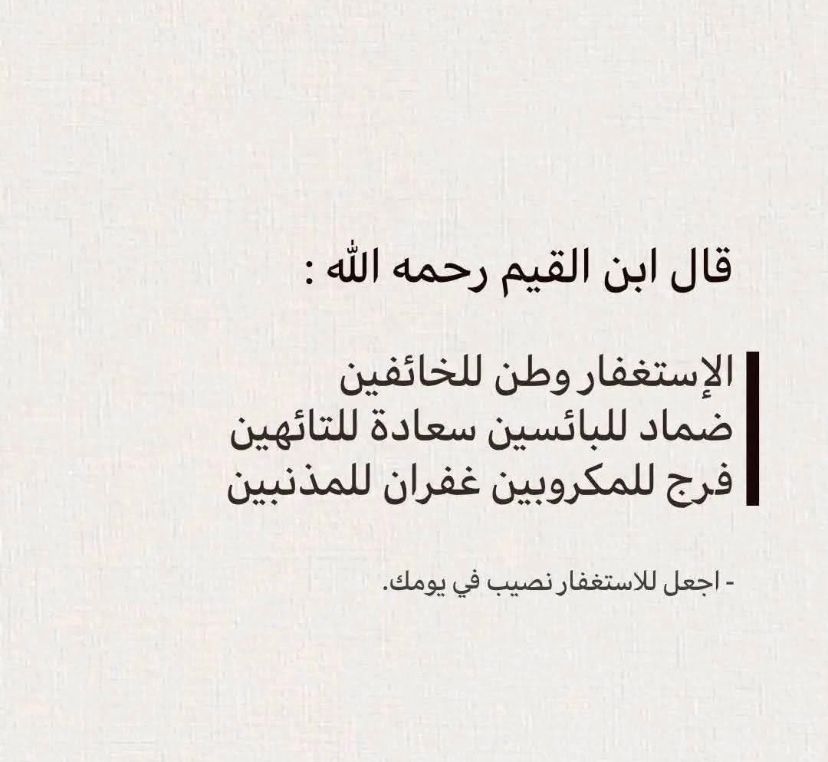 قال ابن القيم رحمه الله :
الإستغفار وطن للخائفين
ضماد للبائسين سعادة للتائهين
فرج للمكروبين غفران للمذنبين
- اجعل للاستغفار نصيب في يومك.